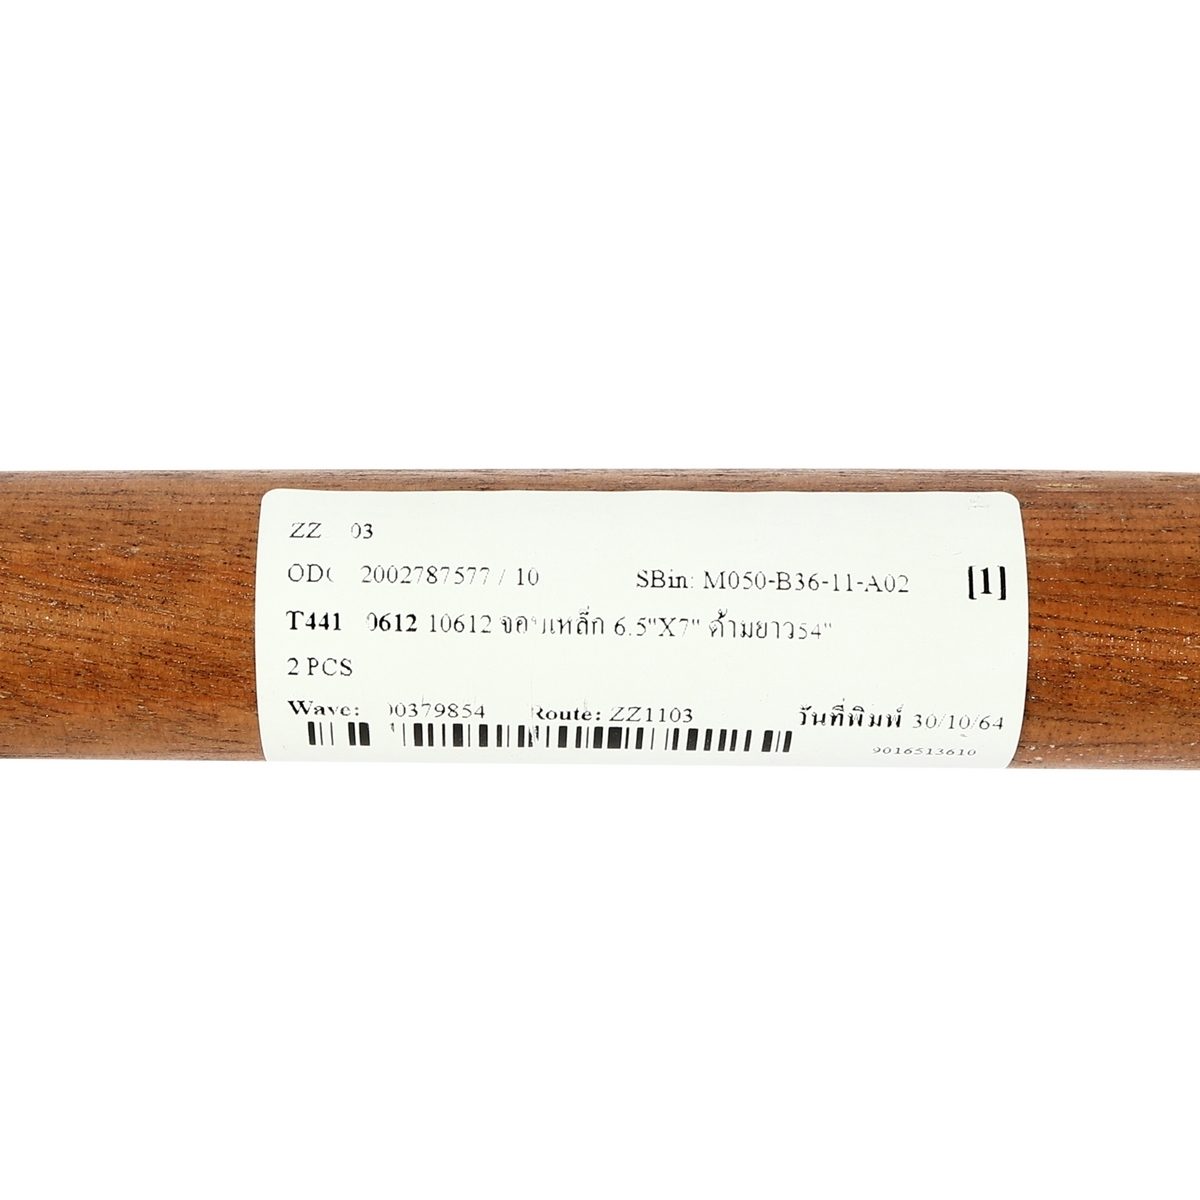 ZZ 03
2002787577 / 10 SBin: M050-B36-11-A02 [1]
T441 0612 10612 จอบเหล็ก 6.5"X7" ด้ามยาว54"
2 PCS
Wave: 00379854 Route: ZZ1103 วันที่พิมพ์ 30/10/64
9016513610